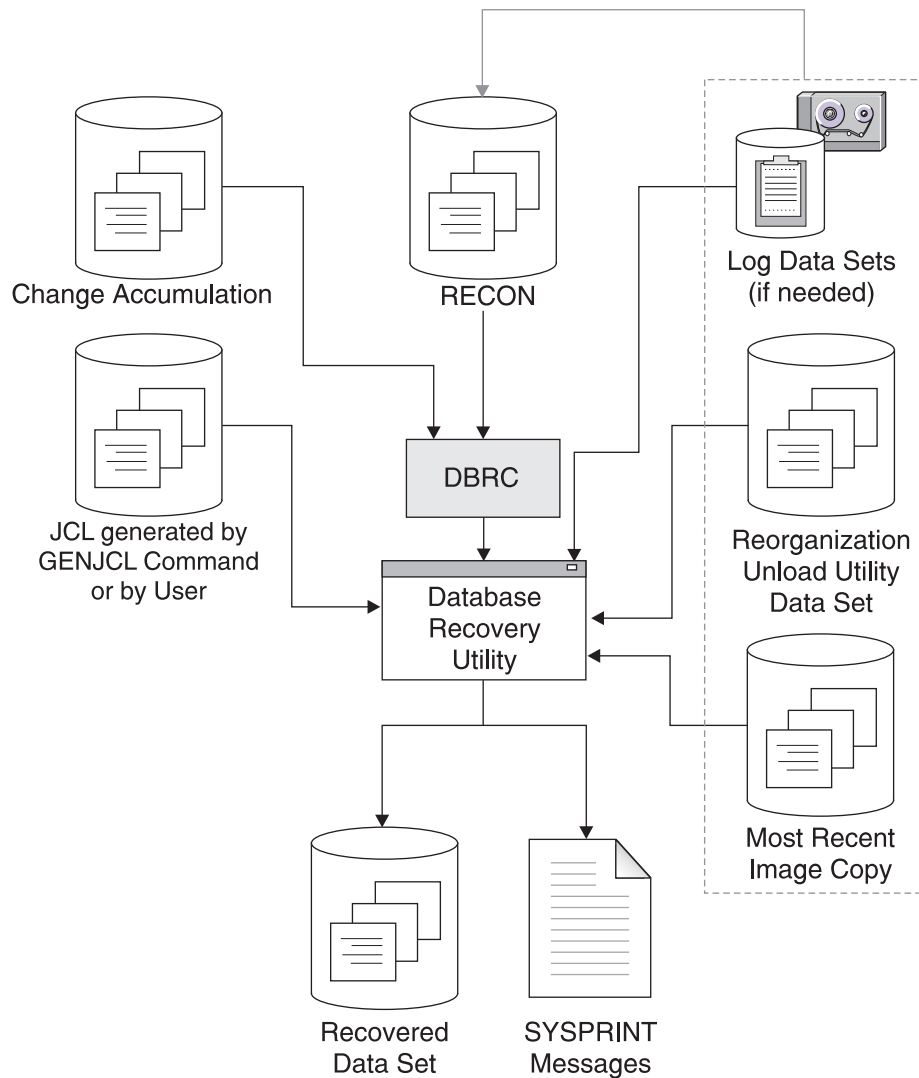 Change Accumulation
RECON
Log Data Sets
(if needed)
JCL generated by
GENJCL Command
or by User
DBRC
Reorganization
Unload Utility
Data Set
Database
Recovery
Utility
Most Recent
Image Copy
Recovered
Data Set
SYSPRINT
Messages